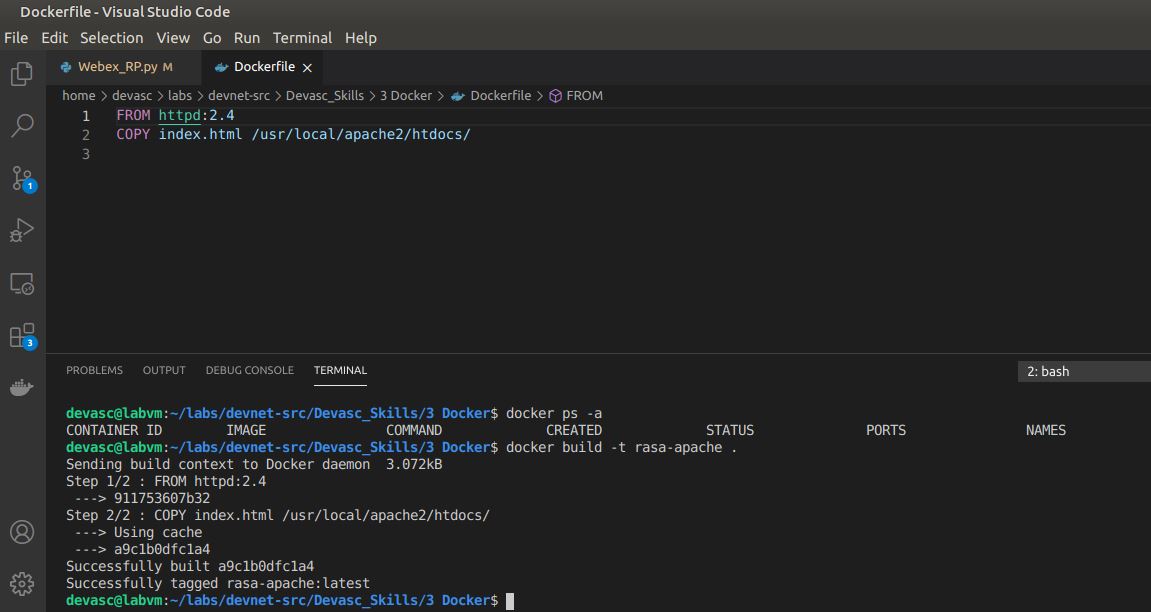 Dockerfile - Visual Studio Code
File Edit Selection View Go Run Terminal Help
Webex_RP.py M Dockerfile
home > devasc > labs > devnet-src > Devasc_Skills > 3 Docker > Dockerfile > FROM
1 FROM httpd:2.4
2 COPY index.html /usr/local/apache2/htdocs/
3
1
3
PROBLEMS OUTPUT DEBUG CONSOLE TERMINAL 2: bash
devasc@labvm:~/labs/devnet-src/Devasc_Skills/3 Docker$ docker ps -a
CONTAINER ID IMAGE COMMAND CREATED STATUS PORTS NAMES
devasc@labvm:~/labs/devnet-src/Devasc_Skills/3 Docker$ docker build -t rasa-apache .
Sending build context to Docker daemon 3.072kB
Step 1/2 : FROM httpd:2.4
---> 911753607b32
Step 2/2 : COPY index.html /usr/local/apache2/htdocs/
---> Using cache
---> a9c1b0dfc1a4
Successfully built a9c1b0dfc1a4
Successfully tagged rasa-apache:latest
devasc@labvm:~/labs/devnet-src/Devasc_Skills/3 Docker$